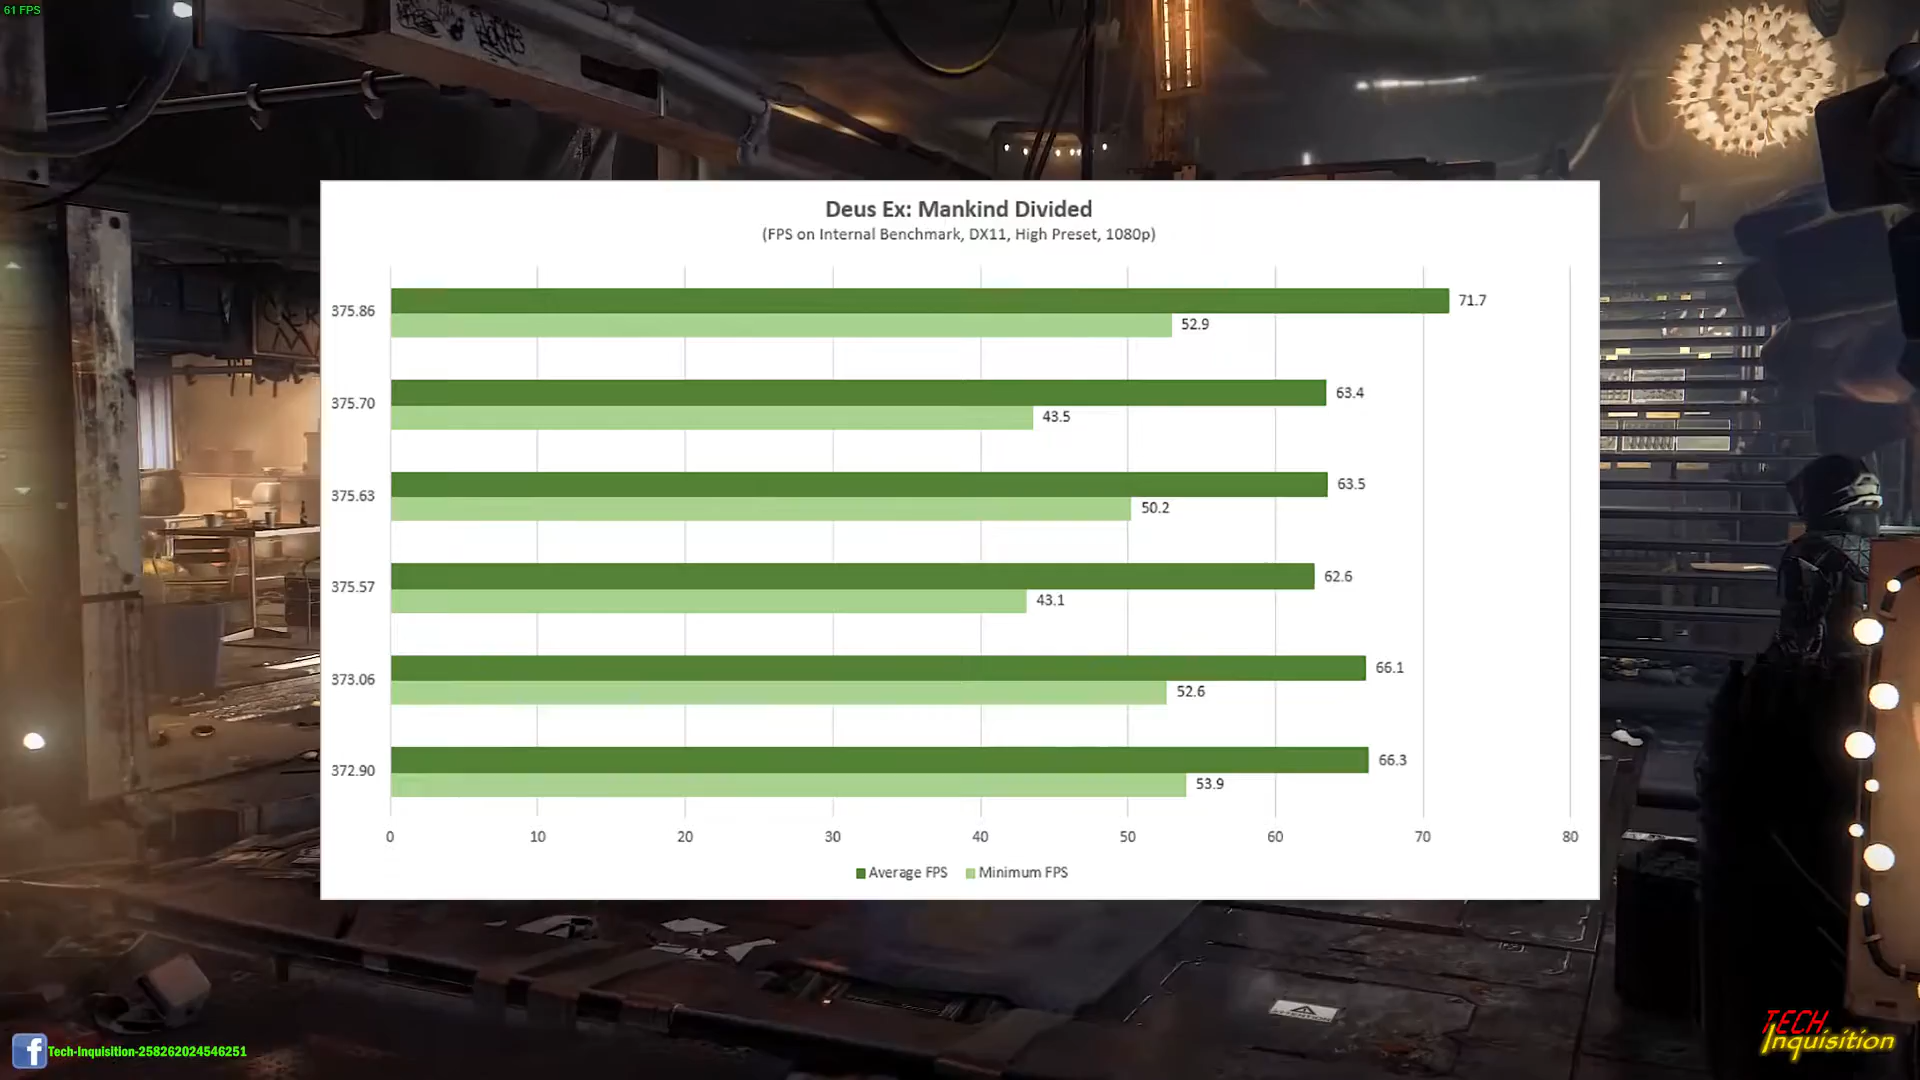 61 FPS
Deus Ex: Mankind Divided
(FPS on Internal Benchmark, DX11, High Preset, 1080p)
375.86
71.7
52.9
375.70
63.4
43.5
375.63
63.5
50.2
375.57
62.6
43.1
373.06
66.1
52.6
372.90
66.3
53.9
0 10 20 30 40 50 60 70 80
Average FPS Minimum FPS
ATTENTION
f Tech-Inquisition-258262024546251
TECH
Inquisition